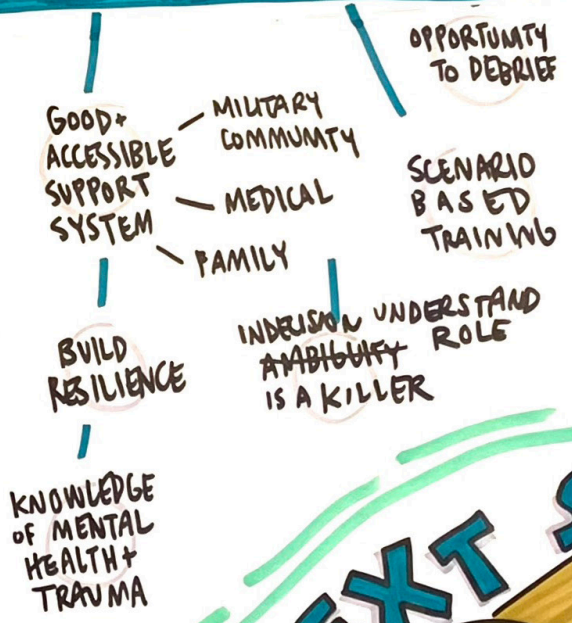 OPPORTUNITY
TO DEBRIEF
GOOD +
ACCESSIBLE
SUPPORT
SYSTEM
MILITARY
COMMUNITY
MEDICAL
FAMILY
SCENARIO
BASED
TRAINING
BUILD
RESILIENCE
INDECISION UNDERSTAND
AMBIGUITY ROLE
IS A KILLER
KNOWLEDGE
OF MENTAL
HEALTH +
TRAUMA
EXT S